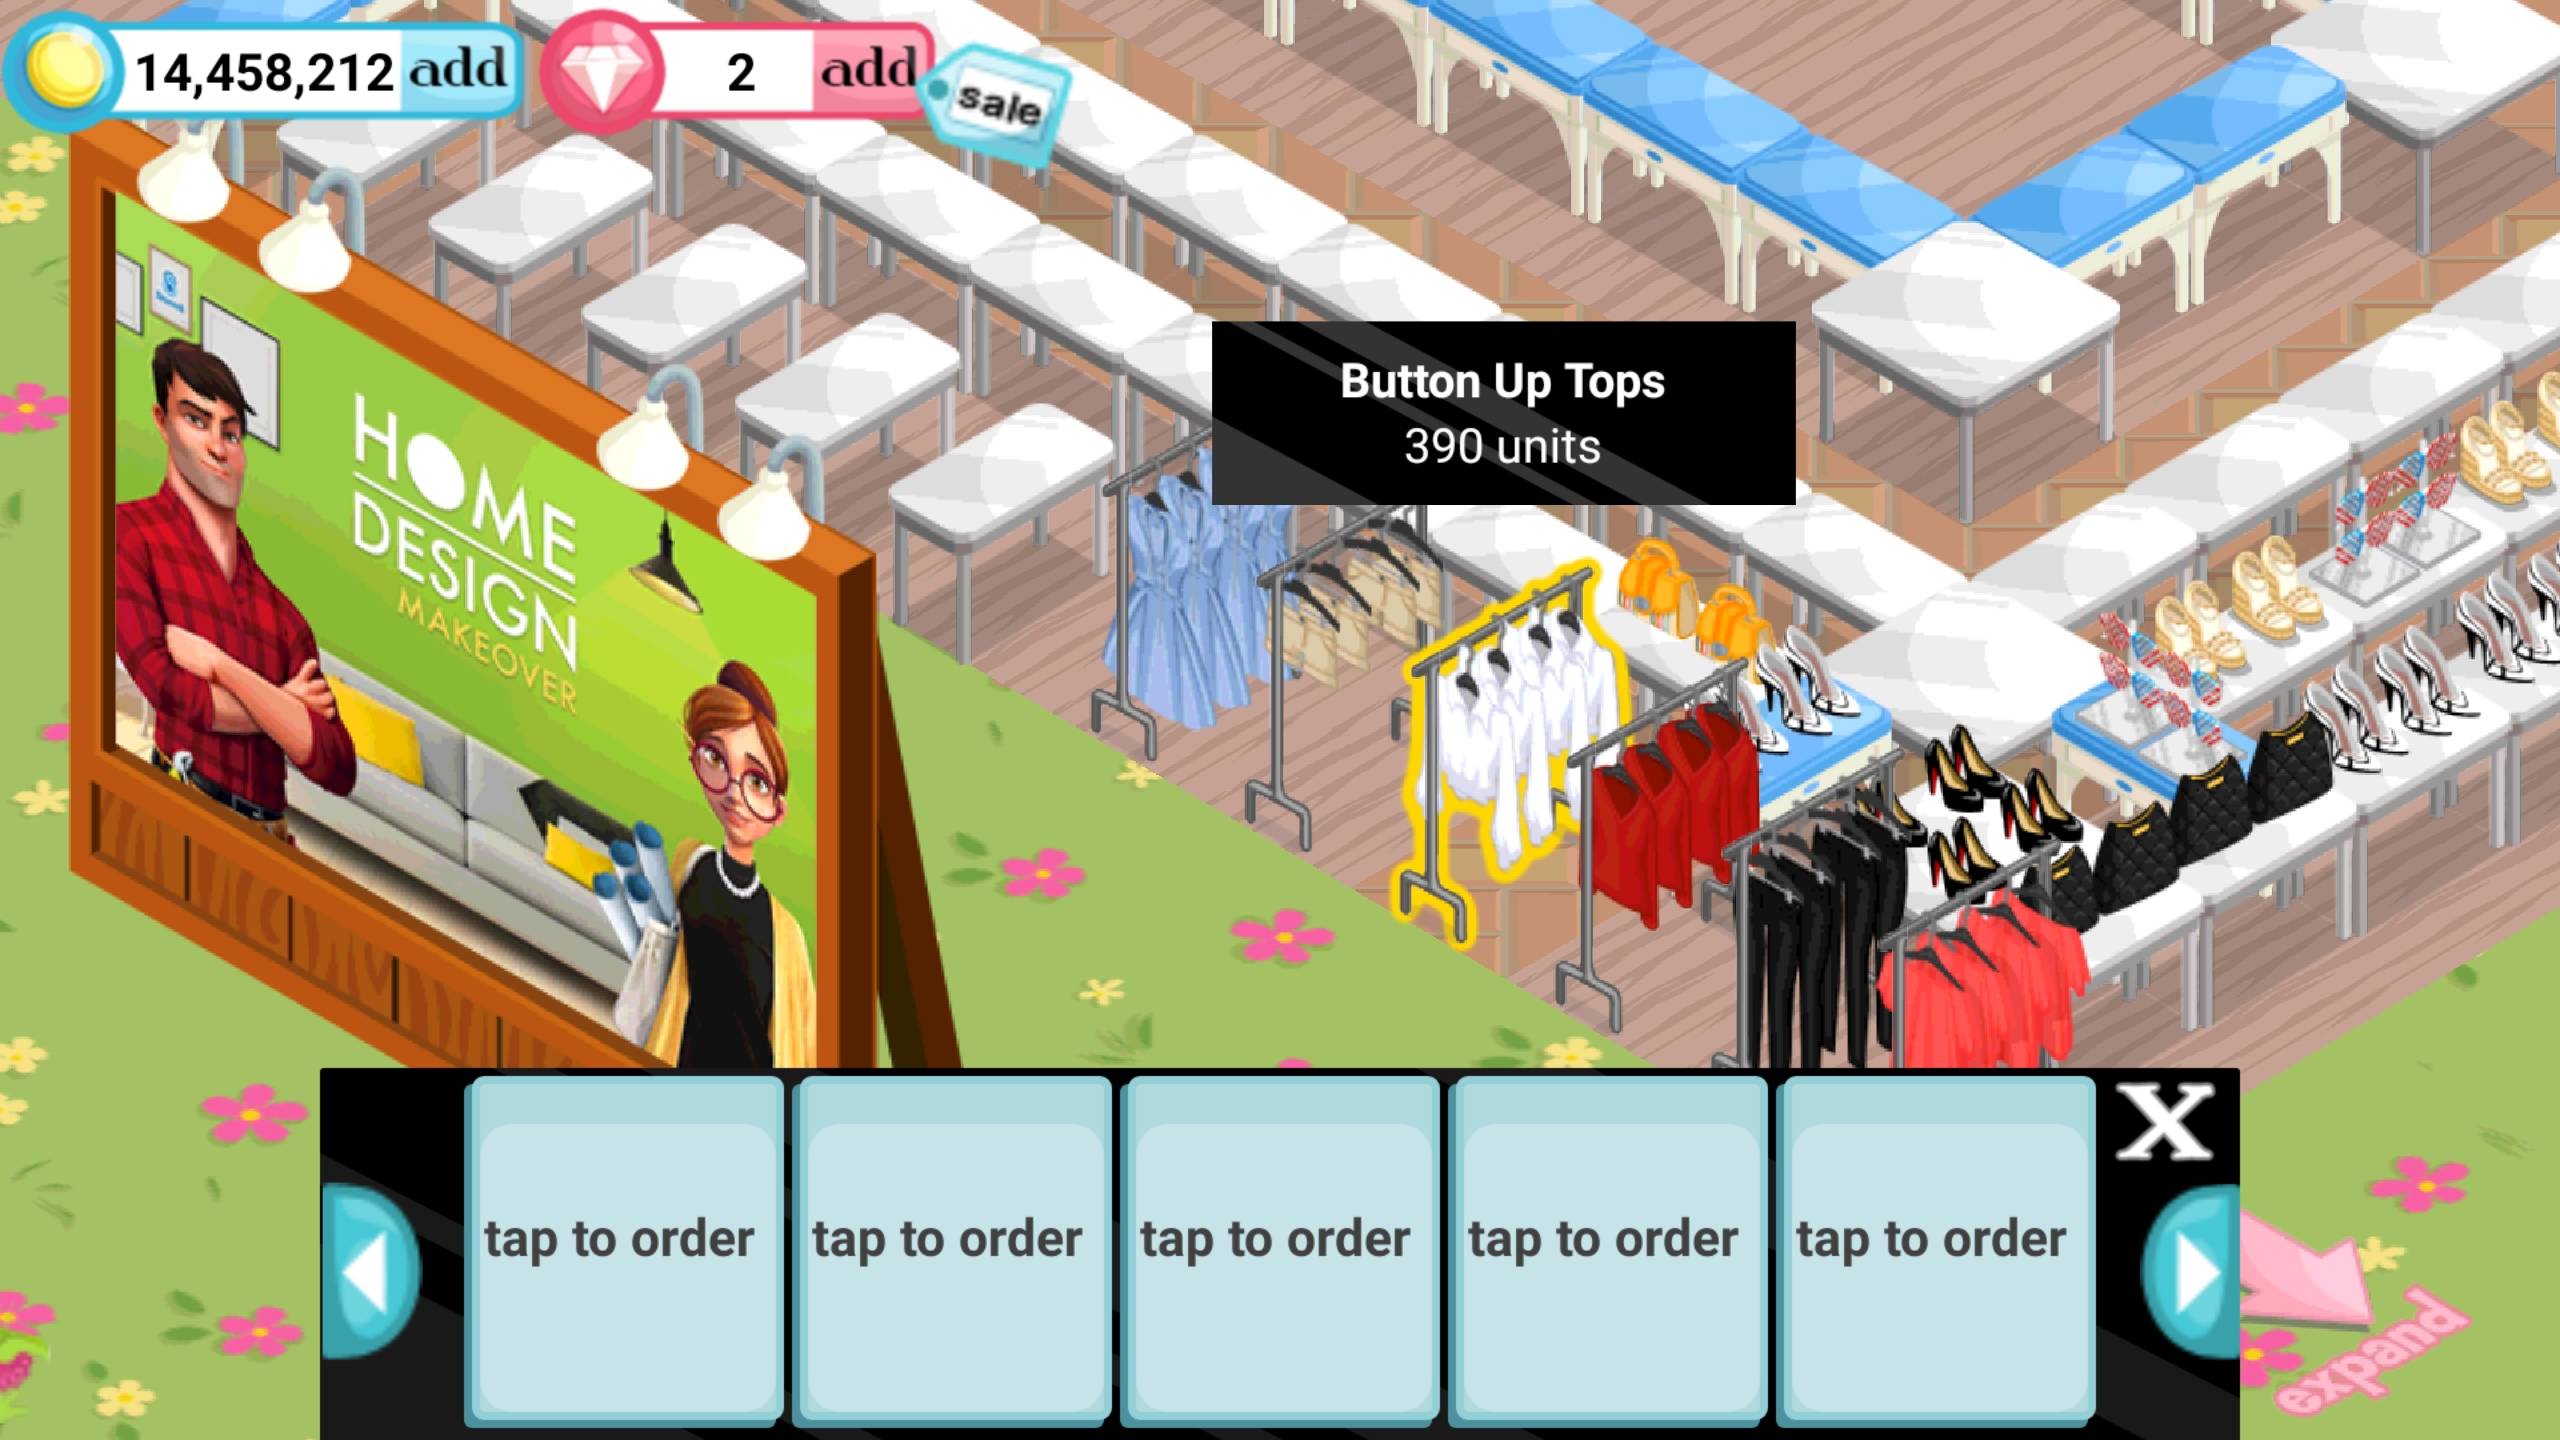 14,458,212 add
2 add
sale
HOME
DESIGN
MAKEOVER
Button Up Tops
390 units
tap to order
tap to order
tap to order
tap to order
tap to order
X
expand